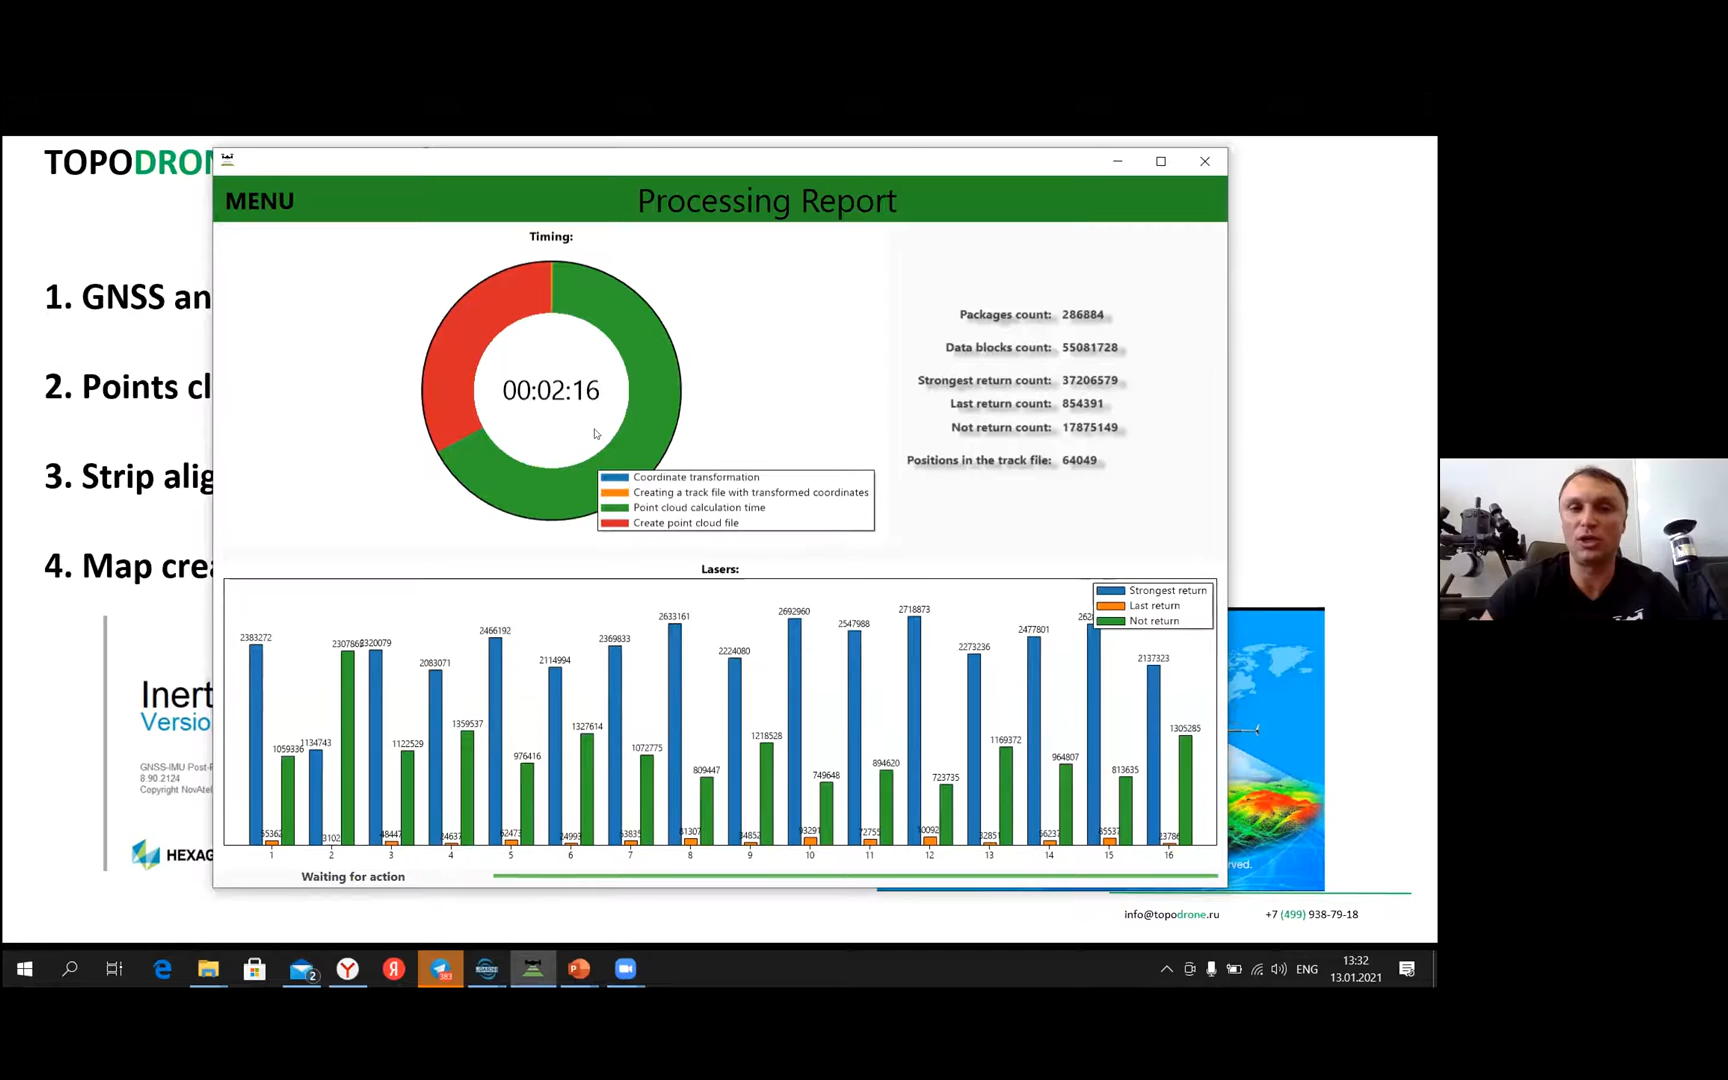 TOPODRON
MENU
Processing Report
Timing:
1. GNSS an
2. Points cl
3. Strip alig
4. Map crea
00:02:16
Coordinate transformation
Creating a track file with transformed coordinates
Point cloud calculation time
Create point cloud file
Packages count: 286884
Data blocks count: 55081728
Strongest return count: 37206579
Last return count: 854391
Not return count: 17875149
Positions in the track file: 64049
Lasers:
Strongest return
Last return
Not return
2383272 1134743 2320079 2083071 2466192 2114994 2369833 2633161 2224080 2692960 2547988 2718873 2273236 2477801 2137323
1059336 1122529 1359537 976416 1327614 1072775 809447 1218528 749648 894620 723735 1169372 964807 813635 1305285
3102
1 2 3 4 5 6 7 8 9 10 11 12 13 14 15 16
Waiting for action
Inert
Versio
GNSS-IMU Post-P
8.90.2124
Copyright NovAtel
HEXAG
rved.
info@topodrone.ru
+7 (499) 938-79-18
2
383
ENG
13:32
13.01.2021